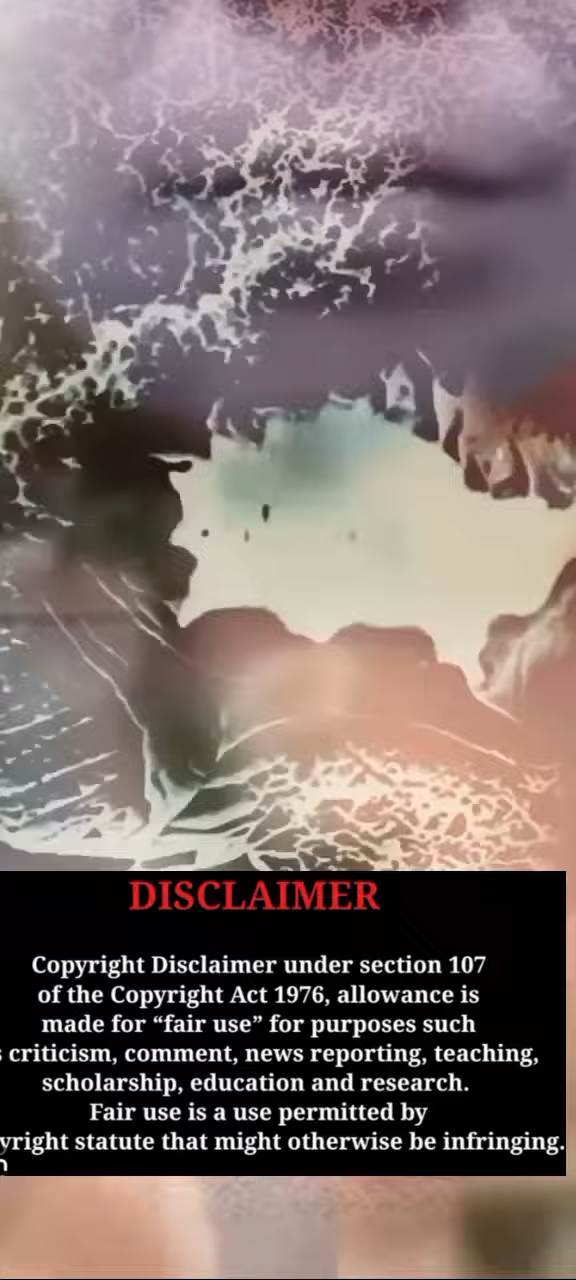 DISCLAIMER
Copyright Disclaimer under section 107
of the Copyright Act 1976, allowance is
made for “fair use” for purposes such
s criticism, comment, news reporting, teaching,
scholarship, education and research.
Fair use is a use permitted by
yright statute that might otherwise be infringing.